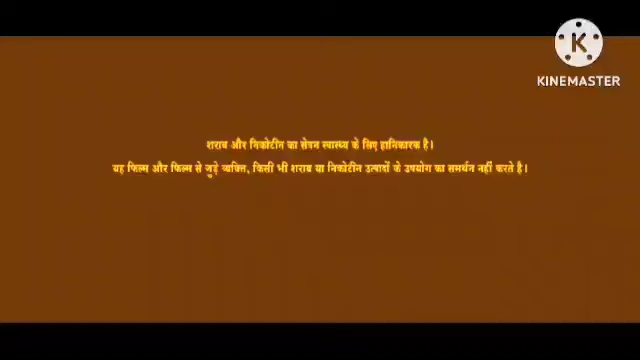 KINEMASTER
शराब और निकोटीन का सेवन स्वास्थ्य के लिए हानिकारक है।
यह फिल्म और फिल्म से जुड़े व्यक्ति, किसी भी शराब या निकोटीन उत्पादों के उपयोग का समर्थन नहीं करते है।